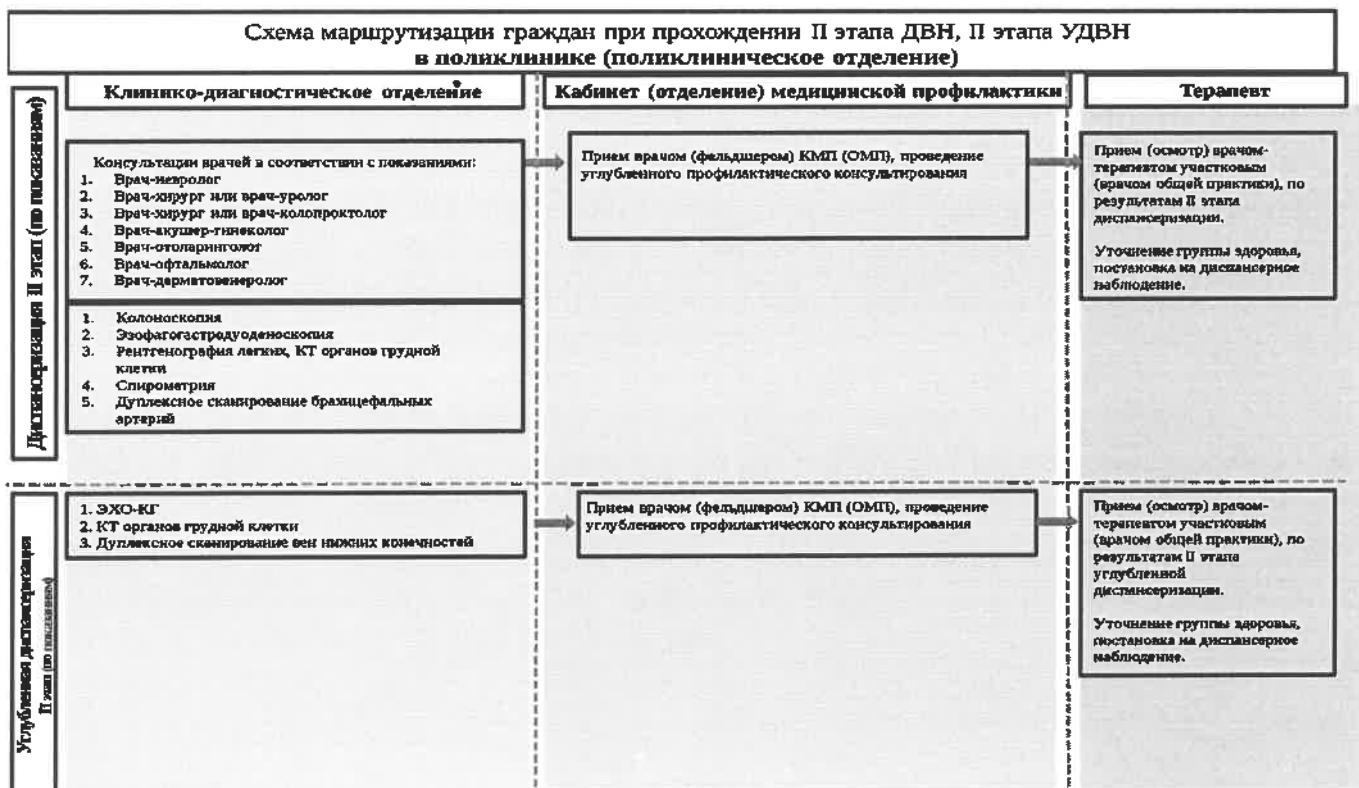 Схема маршрутизации граждан при прохождении II этапа ДВН, II этапа УДВН
в поликлинике (поликлиническое отделение)
Клинико-диагностическое отделение
Кабинет (отделение) медицинской профилактики
Терапевт
Диспансеризация II этап (по показаниям)
Консультации врачей в соответствии с показаниями:
1. Врач-невролог
2. Врач-хирург или врач-уролог
3. Врач-хирург или врач-колопроктолог
4. Врач-акушер-гинеколог
5. Врач-отоларинголог
6. Врач-офтальмолог
7. Врач-дерматовенеролог
1. Колоноскопия
2. Эзофагогастродуоденоскопия
3. Рентгенография легких, КТ органов грудной
клетки
4. Спирометрия
5. Дуплексное сканирование брахицефальных
артерий
Прием врачом (фельдшером) КМП (ОМП), проведение
углубленного профилактического консультирования
Прием (осмотр) врачом-
терапевтом участковым
(врачом общей практики), по
результатам II этапа
диспансеризации.
Уточнение группы здоровья,
постановка на диспансерное
наблюдение.
Углубленная диспансеризация
II этап (по показаниям)
1. ЭХО-КГ
2. КТ органов грудной клетки
3. Дуплексное сканирование вен нижних конечностей
Прием врачом (фельдшером) КМП (ОМП), проведение
углубленного профилактического консультирования
Прием (осмотр) врачом-
терапевтом участковым
(врачом общей практики), по
результатам II этапа
углубленной
диспансеризации.
Уточнение группы здоровья,
постановка на диспансерное
наблюдение.